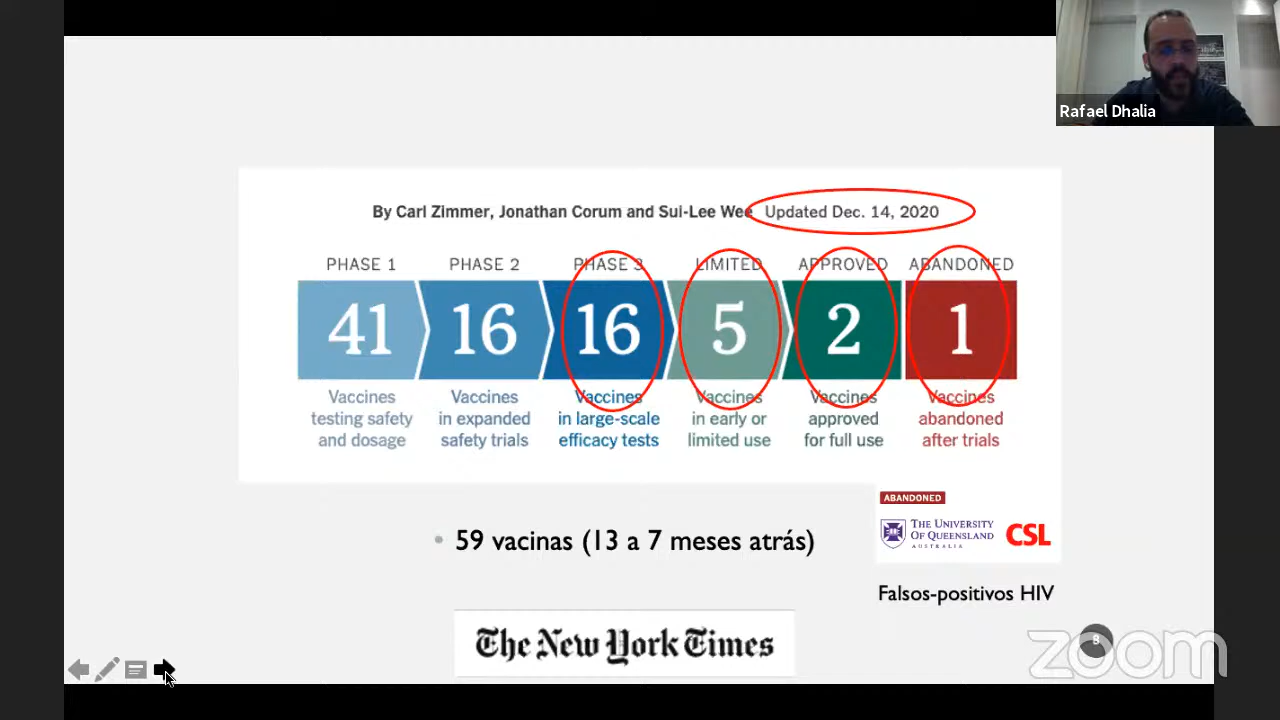 Rafael Dhalia
By Carl Zimmer, Jonathan Corum and Sui-Lee Wee Updated Dec. 14, 2020
PHASE 1 PHASE 2 PHASE 3 LIMITED APPROVED ABANDONED
41 16 16 5 2 1
Vaccines Vaccines Vaccines Vaccines Vaccines Vaccines
testing safety in expanded in large-scale in early or approved abandoned
and dosage safety trials efficacy tests limited use for full use after trials
ABANDONED
THE UNIVERSITY
OF QUEENSLAND
AUSTRALIA
CSL
• 59 vacinas (13 a 7 meses atrás)
Falsos-positivos HIV
The New York Times
8
zoom